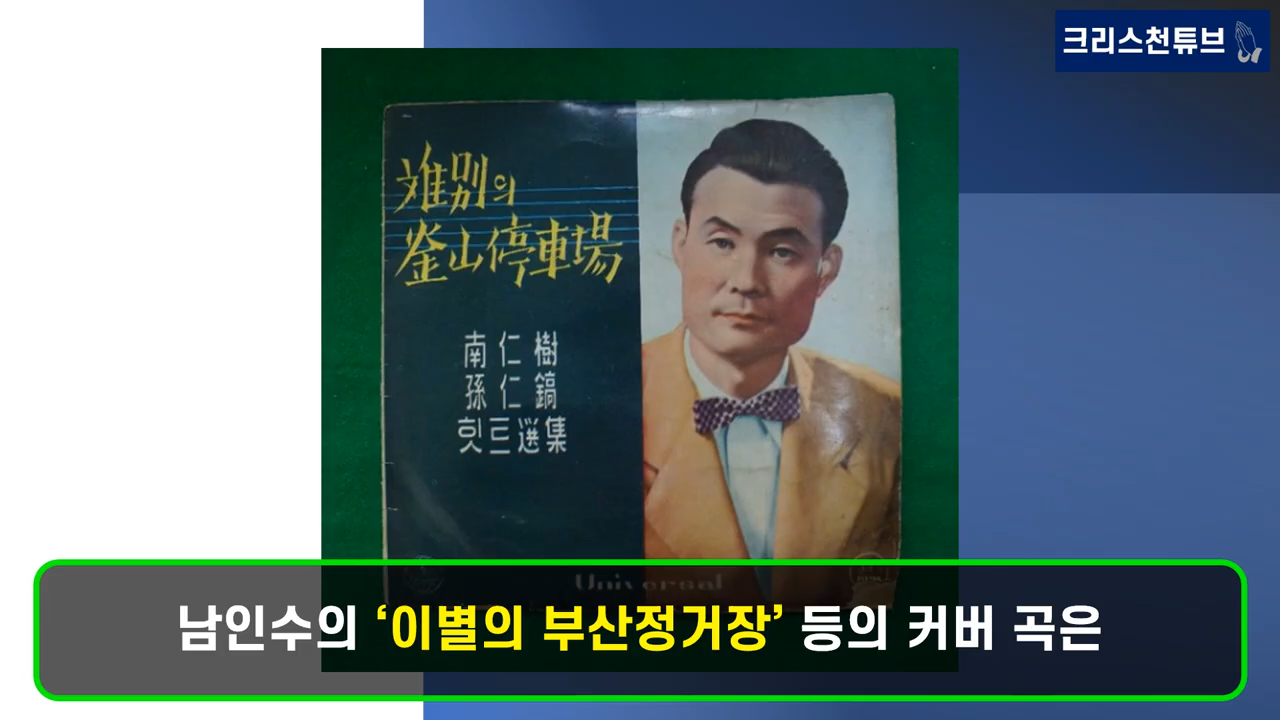 크리스천튜브
難別의
釜山停車場
南仁樹
孫仁鎬
힛트選集
Universal
남인수의 ‘이별의 부산정거장’ 등의 커버 곡은